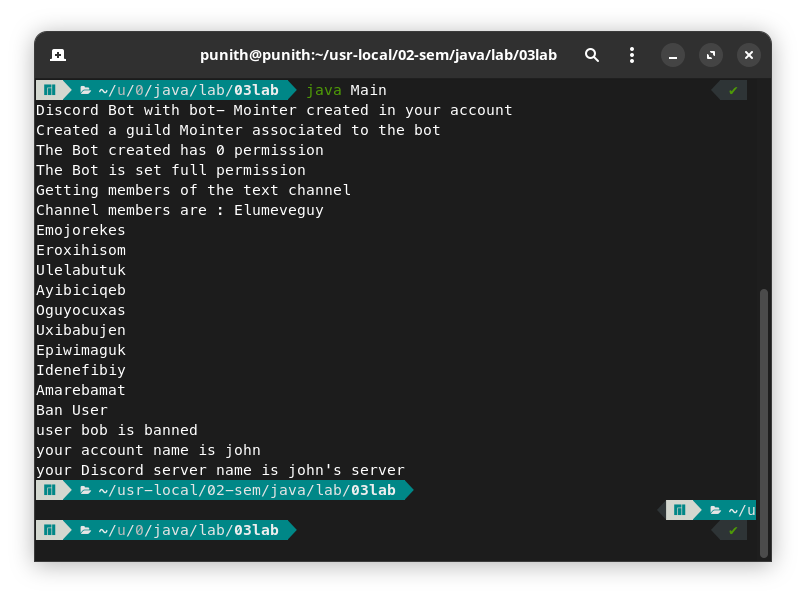 punith@punith:~/usr-local/02-sem/java/lab/03lab
~/u/0/java/lab/03lab java Main ✔
Discord Bot with bot- Mointer created in your account
Created a guild Mointer associated to the bot
The Bot created has 0 permission
The Bot is set full permission
Getting members of the text channel
Channel members are : Elumeveguy
Emojorekes
Eroxihisom
Ulelabutuk
Ayibiciqeb
Oguyocuxas
Uxibabujen
Epiwimaguk
Idenefibiy
Amarebamat
Ban User
user bob is banned
your account name is john
your Discord server name is john's server
~/usr-local/02-sem/java/lab/03lab
~/u
~/u/0/java/lab/03lab ✔